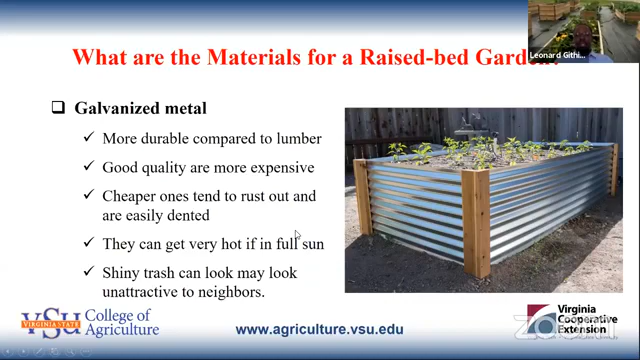 What are the Materials for a Raised-bed Garden?
Leonard Githi...
Galvanized metal
More durable compared to lumber
Good quality are more expensive
Cheaper ones tend to rust out and
are easily dented
They can get very hot if in full sun
Shiny trash can look may look
unattractive to neighbors.
VSU
VIRGINIA STATE
College of
Agriculture
www.agriculture.vsu.edu
Virginia
Cooperative
Extension